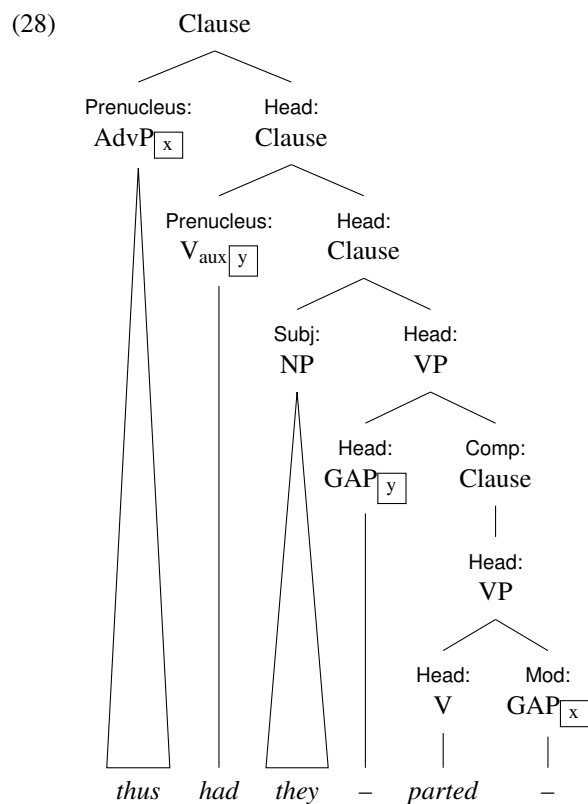 (28) Clause
Prenucleus: Head:
AdvP x Clause
Prenucleus: Head:
Vaux y Clause
Subj: Head:
NP VP
Head: Comp:
GAP y Clause
Head:
VP
Head: Mod:
V GAP x
thus had they – parted –